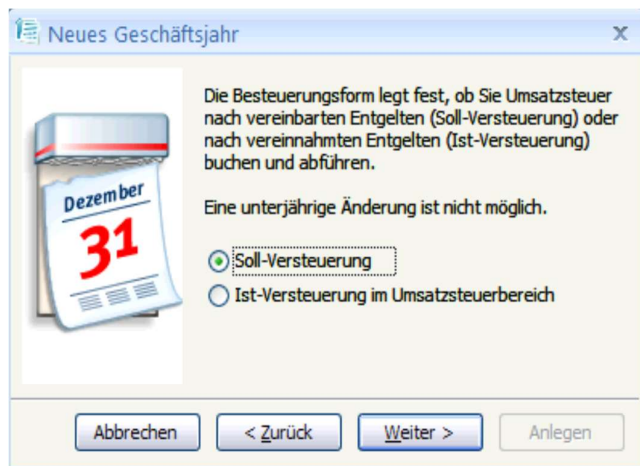 Neues Geschäftsjahr
Die Besteuerungsform legt fest, ob Sie Umsatzsteuer
nach vereinbarten Entgelten (Soll-Versteuerung) oder
nach vereinnahmten Entgelten (Ist-Versteuerung)
buchen und abführen.
Eine unterjährige Änderung ist nicht möglich.
Dezember
31
Soll-Versteuerung
Ist-Versteuerung im Umsatzsteuerbereich
Abbrechen
< Zurück
Weiter >
Anlegen